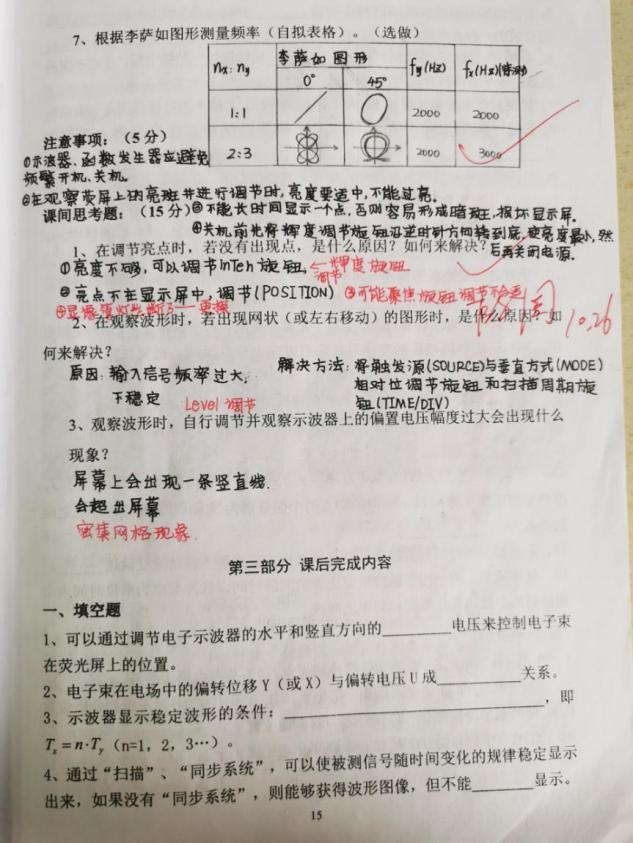 7、根据李萨如图形测量频率（自拟表格）。（选做）
nx:ny 李萨如图形 fy(Hz) fx(Hz)(待测)
0° 45°
1:1 2000 2000
注意事项：（5分）
2:3 2000 3000
①示波器、函数发生器应避免
频繁开机、关机。
②在观察荧屏上的亮斑并进行调节时,亮度要适中,不能过亮。
课间思考题：（15分）③不能长时间显示一个点,否则容易形成暗斑,损坏显示屏。
④关机前先将辉度调节旋钮沿逆时针方向转到底,使亮度最小,然
后再关闭电源.
1、在调节亮点时，若没有出现点，是什么原因？如何来解决？
①亮度不够,可以调节inTen旋钮.←辉度旋钮
调节
②亮点不在显示屏中,调节(POSITION) ③可能聚焦旋钮调节不合适
2、在观察波形时，若出现网状（或左右移动）的图形时，是什么原因？如
10.26
何来解决？
原因:输入信号频率过大, 解决方法:将触发源(SOURCE)与垂直方式(MODE)
相对位调节旋钮和扫描周期旋
不稳定 Level 调节 钮(TIME/DIV)
3、观察波形时，自行调节并观察示波器上的偏置电压幅度过大会出现什么
现象？
屏幕上会出现一条竖直线.
会超出屏幕
密集网格现象.
第三部分 课后完成内容
一、填空题
1、可以通过调节电子示波器的水平和竖直方向的________电压来控制电子束
在荧光屏上的位置。
2、电子束在电场中的偏转位移 Y（或 X）与偏转电压 U 成__________关系。
3、示波器显示稳定波形的条件：______________________________，即
Tx=n·Ty（n=1，2，3…）。
4、通过“扫描”、“同步系统”，可以使被测信号随时间变化的规律稳定显示
出来，如果没有“同步系统”，则能够获得波形图像，但不能_______显示。
15